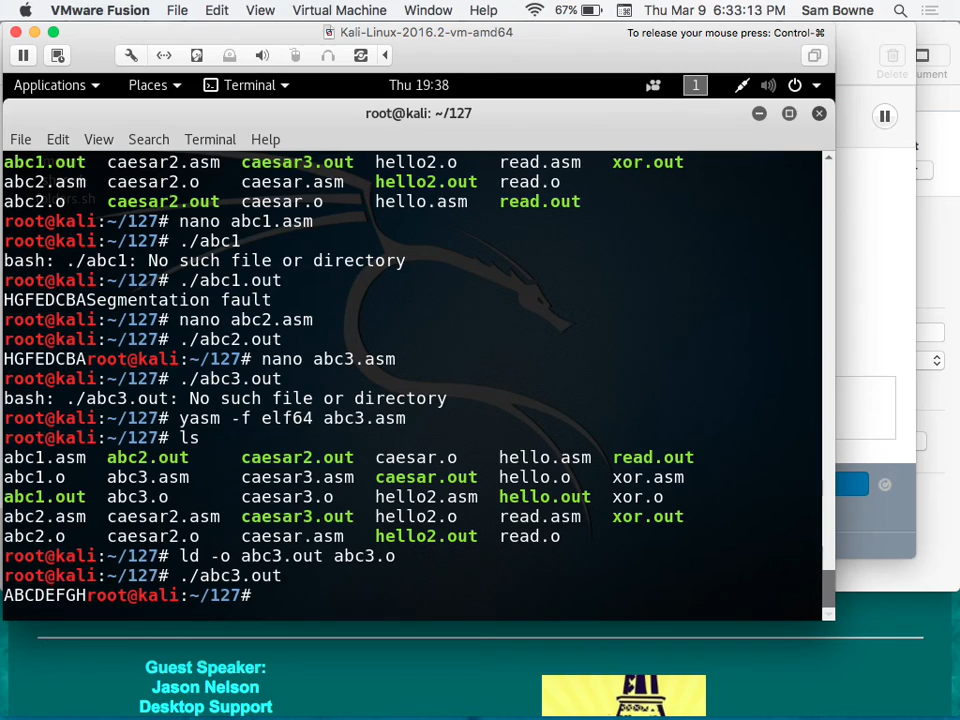 VMware Fusion File Edit View Virtual Machine Window Help 67% Thu Mar 9 6:33:13 PM Sam Bowne
Kali-Linux-2016.2-vm-amd64 To release your mouse press: Control-⌘
Delete
Applications Places Terminal Thu 19:38 1
root@kali: ~/127
File Edit View Search Terminal Help
abc1.out caesar2.asm caesar3.out hello2.o read.asm xor.out
abc2.asm caesar2.o caesar.asm hello2.out read.o
abc2.o caesar2.out caesar.o hello.asm read.out
root@kali:~/127# nano abc1.asm
root@kali:~/127# ./abc1
bash: ./abc1: No such file or directory
root@kali:~/127# ./abc1.out
HGFEDCBASegmentation fault
root@kali:~/127# nano abc2.asm
root@kali:~/127# ./abc2.out
HGFEDCBAroot@kali:~/127# nano abc3.asm
root@kali:~/127# ./abc3.out
bash: ./abc3.out: No such file or directory
root@kali:~/127# yasm -f elf64 abc3.asm
root@kali:~/127# ls
abc1.asm abc2.out caesar2.out caesar.o hello.asm read.out
abc1.o abc3.asm caesar3.asm caesar.out hello.o xor.asm
abc1.out abc3.o caesar3.o hello2.asm hello.out xor.o
abc2.asm caesar2.asm caesar3.out hello2.o read.asm xor.out
abc2.o caesar2.o caesar.asm hello2.out read.o
root@kali:~/127# ld -o abc3.out abc3.o
root@kali:~/127# ./abc3.out
ABCDEFGHroot@kali:~/127#
Guest Speaker:
Jason Nelson
Desktop Support